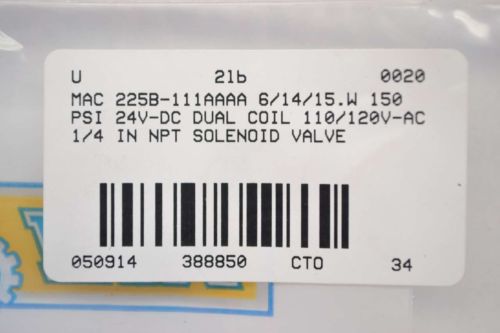 U 2lb 0020
MAC 225B-111AAAA 6/14/15.W 150
PSI 24V-DC DUAL COIL 110/120V-AC
1/4 IN NPT SOLENOID VALVE
050914 388850 CTO 34